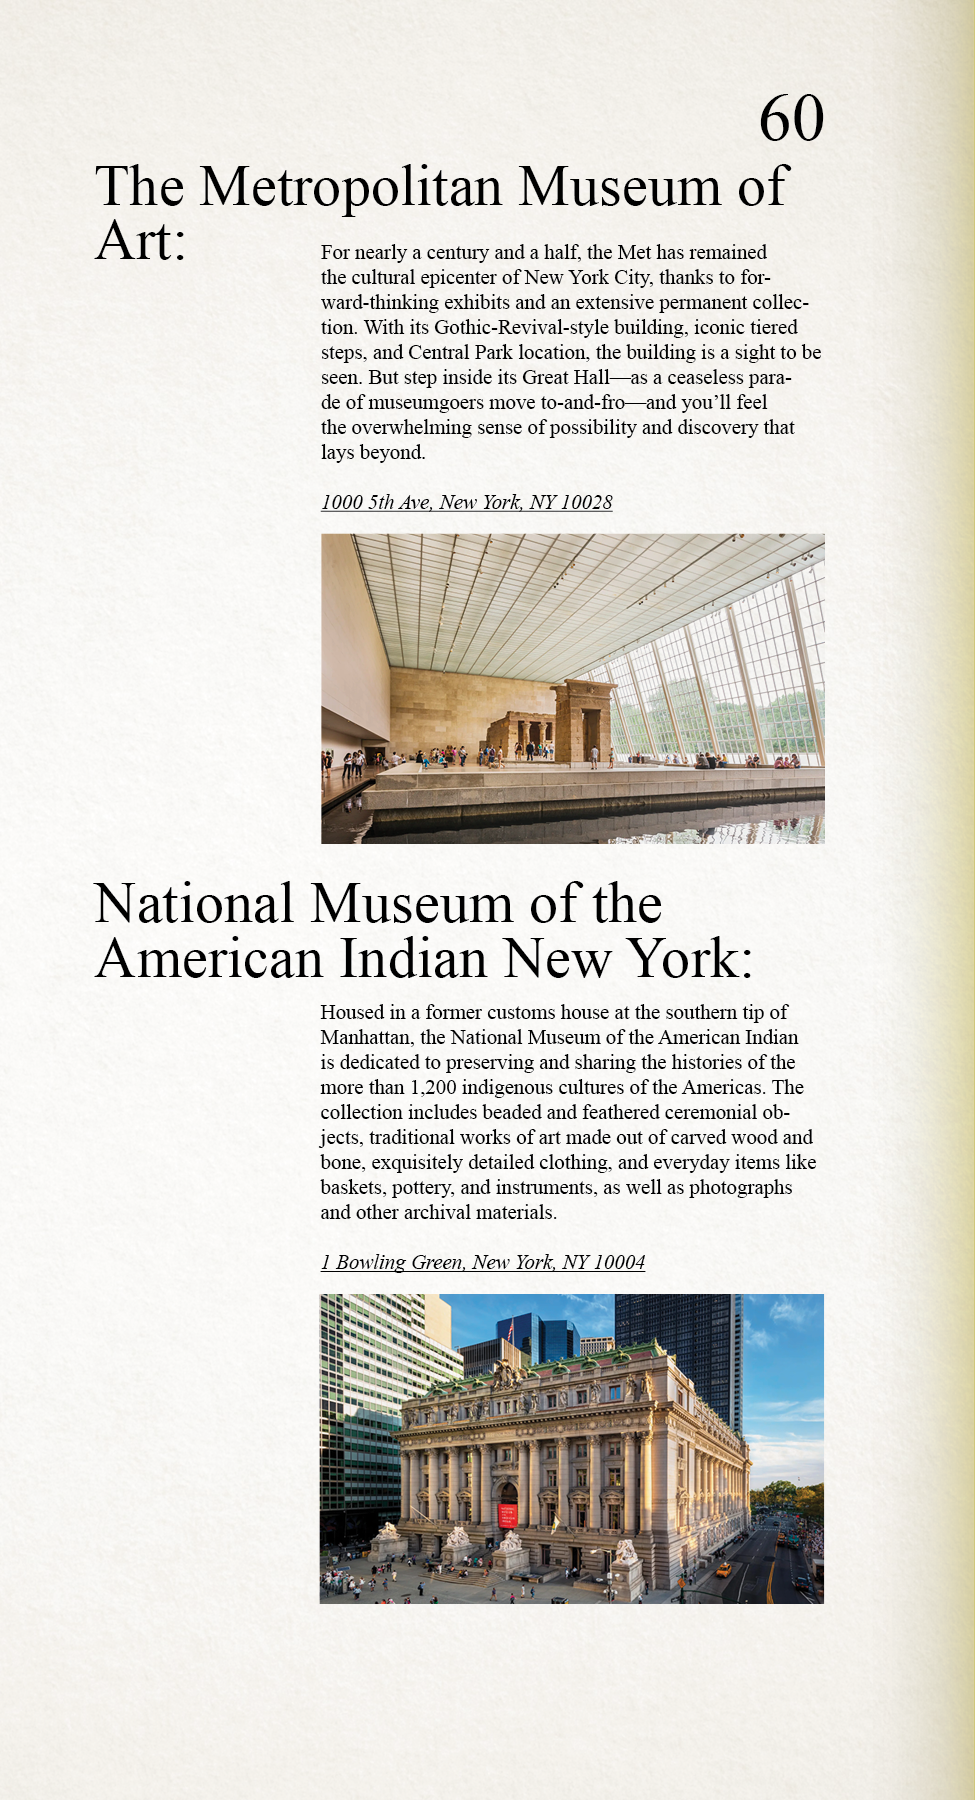 60
The Metropolitan Museum of
Art:
For nearly a century and a half, the Met has remained
the cultural epicenter of New York City, thanks to for-
ward-thinking exhibits and an extensive permanent collec-
tion. With its Gothic-Revival-style building, iconic tiered
steps, and Central Park location, the building is a sight to be
seen. But step inside its Great Hall—as a ceaseless para-
de of museumgoers move to-and-fro—and you’ll feel
the overwhelming sense of possibility and discovery that
lays beyond.
1000 5th Ave, New York, NY 10028
National Museum of the
American Indian New York:
Housed in a former customs house at the southern tip of
Manhattan, the National Museum of the American Indian
is dedicated to preserving and sharing the histories of the
more than 1,200 indigenous cultures of the Americas. The
collection includes beaded and feathered ceremonial ob-
jects, traditional works of art made out of carved wood and
bone, exquisitely detailed clothing, and everyday items like
baskets, pottery, and instruments, as well as photographs
and other archival materials.
1 Bowling Green, New York, NY 10004